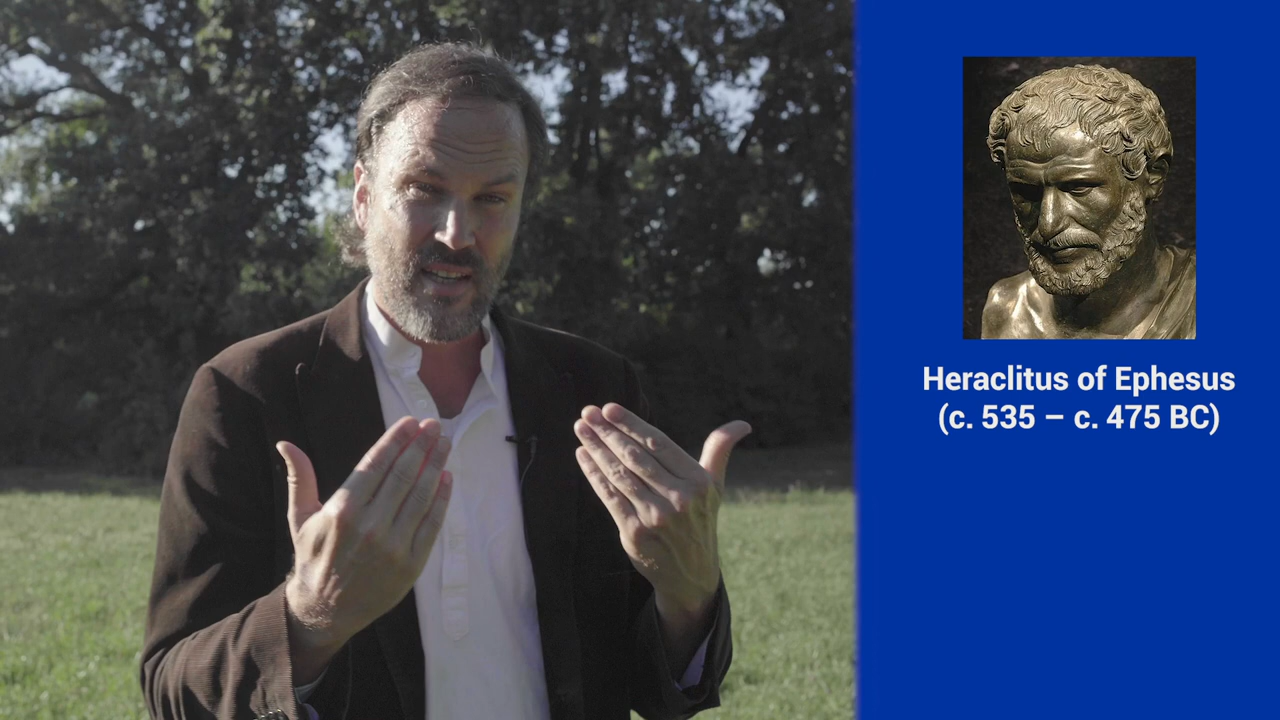 Heraclitus of Ephesus
(c. 535 – c. 475 BC)